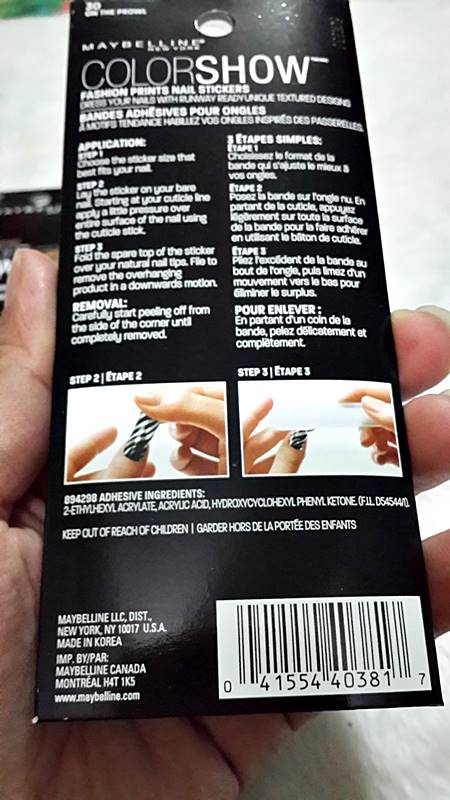 30
ON THE PROWL
MAYBELLINE®
NEW YORK
COLORSHOW™
FASHION PRINTS NAIL STICKERS
DRESS YOUR NAILS WITH RUNWAY READY UNIQUE TEXTURED DESIGNS
BANDES ADHÉSIVES POUR ONGLES
À MOTIFS TENDANCE HABILLEZ VOS ONGLES INSPIRÉS DES PASSERELLES
APPLICATION:
STEP 1
Choose the sticker size that
best fits your nail.
STEP 2
Lay the sticker on your bare
nail. Starting at your cuticle line
apply a little pressure over
entire surface of the nail using
the cuticle stick.
STEP 3
Fold the spare top of the sticker
over your natural nail tips. File to
remove the overhanging
product in a downwards motion.
REMOVAL:
Carefully start peeling off from
the side of the corner until
completely removed.
3 ÉTAPES SIMPLES:
ÉTAPE 1
Choisissez le format de la
bande qui s'ajuste le mieux à
vos ongles.
ÉTAPE 2
Posez la bande sur l'ongle nu. En
partant de la cuticle, appuyez
légèrement sur toute la surface
de la bande pour la faire adhérer
en utilisant le bâton de cuticle.
ÉTAPE 3
Pliez l'excédent de la bande au
bout de l'ongle, puis limez d'un
mouvement vers le bas pour
éliminer le surplus.
POUR ENLEVER :
En partant d'un coin de la
bande, pelez délicatement et
complètement.
STEP 2 | ÉTAPE 2
STEP 3 | ÉTAPE 3
894298 ADHESIVE INGREDIENTS:
2-ETHYLHEXYL ACRYLATE, ACRYLIC ACID, HYDROXYCYCLOHEXYL PHENYL KETONE. (F.I.L. D54544/1).
KEEP OUT OF REACH OF CHILDREN | GARDER HORS DE LA PORTÉE DES ENFANTS
MAYBELLINE LLC, DIST.,
NEW YORK, NY 10017 U.S.A.
MADE IN KOREA
IMP. BY/PAR:
MAYBELLINE CANADA
MONTRÉAL H4T 1K5
www.maybelline.com
0 41554 40381 7